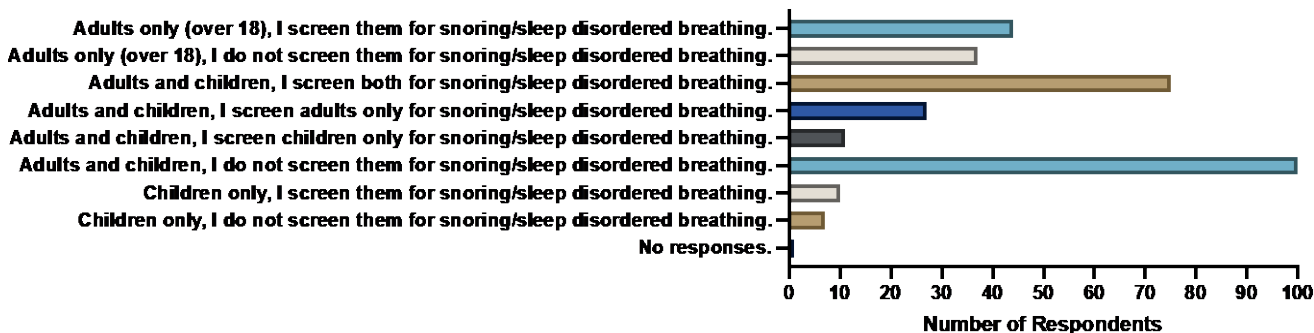 Adults only (over 18), I screen them for snoring/sleep disordered breathing.
Adults only (over 18), I do not screen them for snoring/sleep disordered breathing.
Adults and children, I screen both for snoring/sleep disordered breathing.
Adults and children, I screen adults only for snoring/sleep disordered breathing.
Adults and children, I screen children only for snoring/sleep disordered breathing.
Adults and children, I do not screen them for snoring/sleep disordered breathing.
Children only, I screen them for snoring/sleep disordered breathing.
Children only, I do not screen them for snoring/sleep disordered breathing.
No responses.
0 10 20 30 40 50 60 70 80 90 100
Number of Respondents